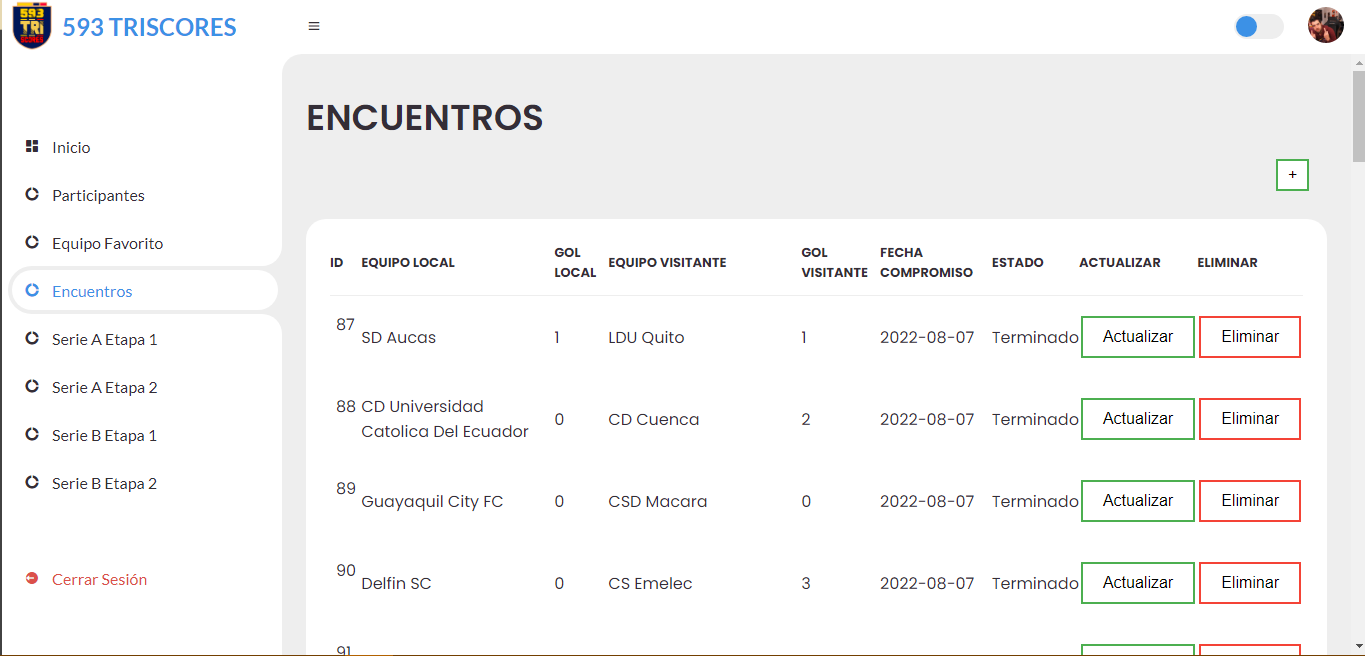 593
TRI
SCORES
593 TRISCORES
Inicio
Participantes
Equipo Favorito
Encuentros
Serie A Etapa 1
Serie A Etapa 2
Serie B Etapa 1
Serie B Etapa 2
Cerrar Sesión
ENCUENTROS
+
ID EQUIPO LOCAL GOL LOCAL EQUIPO VISITANTE GOL VISITANTE FECHA COMPROMISO ESTADO ACTUALIZAR ELIMINAR
87 SD Aucas 1 LDU Quito 1 2022-08-07 Terminado Actualizar Eliminar
88 CD Universidad Catolica Del Ecuador 0 CD Cuenca 2 2022-08-07 Terminado Actualizar Eliminar
89 Guayaquil City FC 0 CSD Macara 0 2022-08-07 Terminado Actualizar Eliminar
90 Delfin SC 0 CS Emelec 3 2022-08-07 Terminado Actualizar Eliminar
91